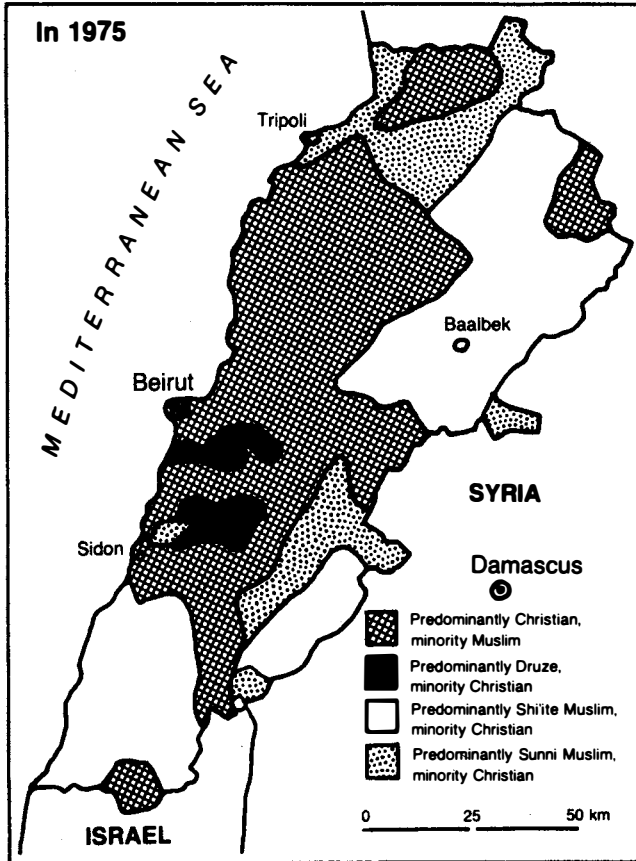 In 1975
MEDITERRANEAN SEA
Tripoli
Baalbek
Beirut
SYRIA
Sidon
Damascus
Predominantly Christian,
minority Muslim
Predominantly Druze,
minority Christian
Predominantly Shi'ite Muslim,
minority Christian
Predominantly Sunni Muslim,
minority Christian
0 25 50 km
ISRAEL